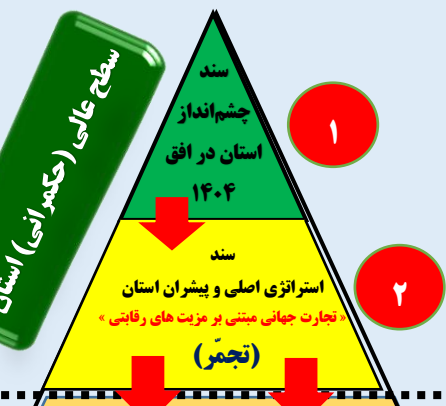 سطح عالی (حکمرانی) استان
سند
چشم‌انداز
استان در افق
۱۴۰۴
۱
سند
استراتژی اصلی و پیشران استان
« تجارت جهانی مبتنی بر مزیت های رقابتی »
(تجمّر)
۲